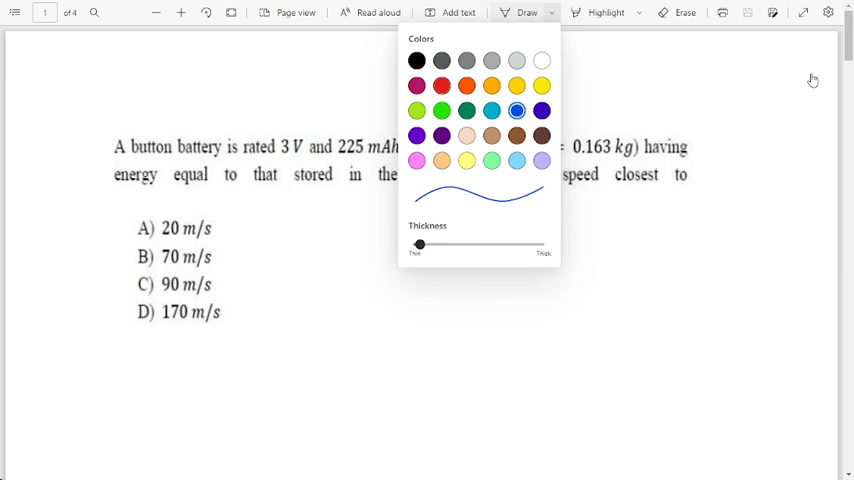 1 of 4 Page view Read aloud Add text Draw Highlight Erase
Colors
A button battery is rated 3 V and 225 mAh = 0.163 kg) having
energy equal to that stored in the speed closest to
Thickness
Thin Thick
A) 20 m/s
B) 70 m/s
C) 90 m/s
D) 170 m/s